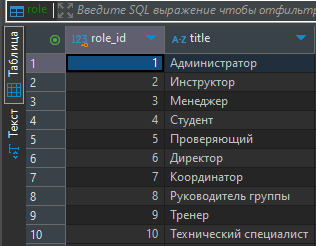 role Введите SQL выражение чтобы отфильтр
Таблица
Текст
123 role_id A-Z title
1 1 Администратор
2 2 Инструктор
3 3 Менеджер
4 4 Студент
5 5 Проверяющий
6 6 Директор
7 7 Координатор
8 8 Руководитель группы
9 9 Тренер
10 10 Технический специалист